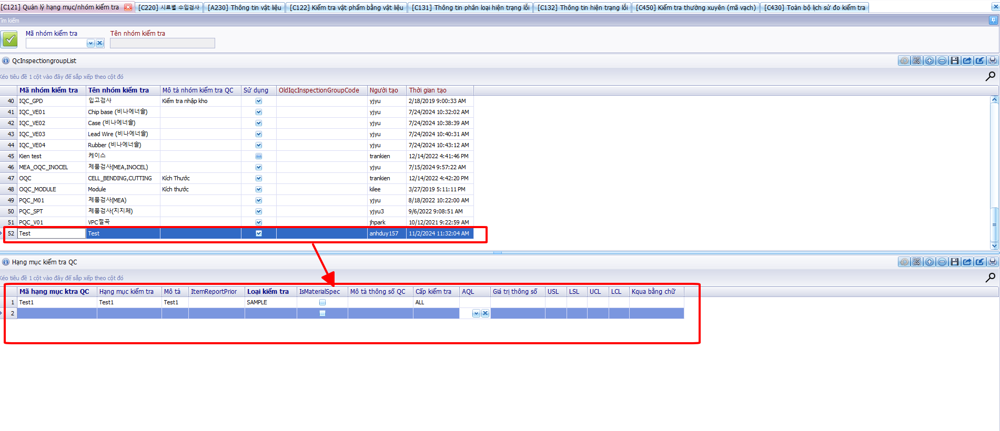 [C121] Quản lý hạng mục/nhóm kiểm tra [C220] 시료별 수입검사 [A230] Thông tin vật liệu [C122] Kiểm tra vật phẩm bằng vật liệu [C131] Thông tin phân loại hiện trạng lỗi [C132] Thông tin hiện trạng lỗi [C450] Kiểm tra thường xuyên (mã vạch) [C430] Toàn bộ lịch sử đo kiểm tra
Tìm kiếm
Mã nhóm kiểm tra Tên nhóm kiểm tra
QcInspectiongroupList
Kéo tiêu đề 1 cột vào đây để sắp xếp theo cột đó
Mã nhóm kiểm tra Tên nhóm kiểm tra Mô tả nhóm kiểm tra QC Sử dụng OldIqcInspectionGroupCode Người tạo Thời gian tạo
40 IQC_GPD 입고검사 Kiểm tra nhập kho yjyu 2/18/2019 9:00:33 AM
41 IQC_VE01 Chip base (비나에너솔) yjyu 7/24/2024 10:32:02 AM
42 IQC_VE02 Case (비나에너솔) yjyu 7/24/2024 10:38:39 AM
43 IQC_VE03 Lead Wire (비나에너솔) yjyu 7/24/2024 10:40:31 AM
44 IQC_VE04 Rubber (비나에너솔) yjyu 7/24/2024 10:43:12 AM
45 Kien test 케이스 trankien 12/14/2022 4:41:46 PM
46 MEA_OQC_INOCEL 제품검사(MEA,INOCEL) yjyu 7/15/2024 9:57:22 AM
47 OQC CELL_BENDING,CUTTING Kích Thước trankien 12/14/2022 4:42:20 PM
48 OQC_MODULE Module Kích thước kilee 3/27/2019 5:11:11 PM
49 PQC_M01 제품검사(MEA) yjyu 8/18/2022 10:22:00 AM
50 PQC_SPT 제품검사(지지체) yjyu3 9/6/2022 9:08:51 AM
51 PQC_V01 VPC절곡 jhpark 10/12/2021 9:22:59 AM
52 Test Test anhduy157 11/2/2024 11:32:04 AM
Hạng mục kiểm tra QC
Kéo tiêu đề 1 cột vào đây để sắp xếp theo cột đó
Mã hạng mục ktra QC Hạng mục kiểm tra Mô tả ItemReportPrior Loại kiểm tra IsMaterialSpec Mô tả thông số QC Cấp kiểm tra AQL Giá trị thông số USL LSL UCL LCL Kqua bằng chữ
1 Test1 Test1 Test1 SAMPLE ALL
2